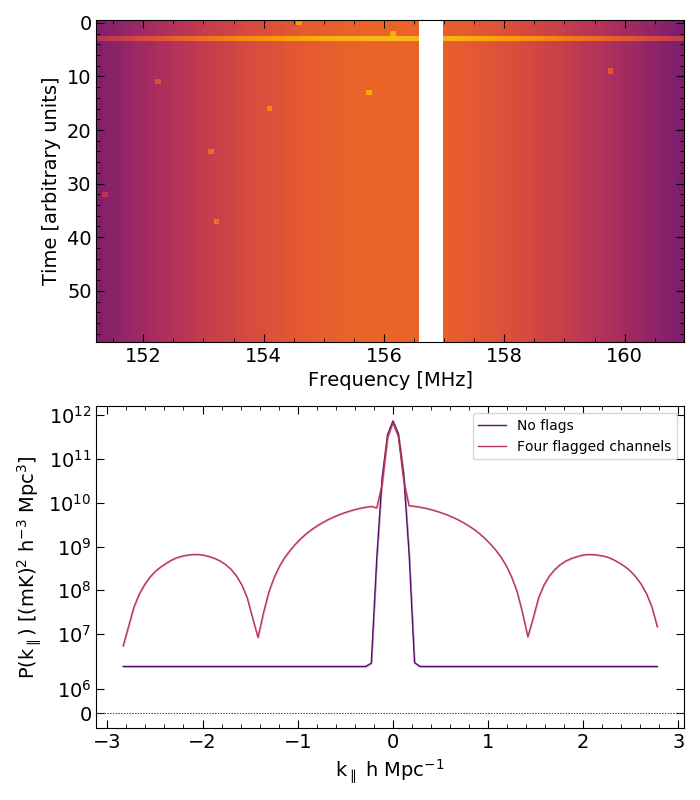 0
10
20
30
40
50
Time [arbitrary units]
152 154 156 158 160
Frequency [MHz]
10¹²
10¹¹
10¹⁰
10⁹
10⁸
10⁷
10⁶
0
P(k∥) [(mK)² h⁻³ Mpc³]
No flags
Four flagged channels
−3 −2 −1 0 1 2 3
k∥ h Mpc⁻¹